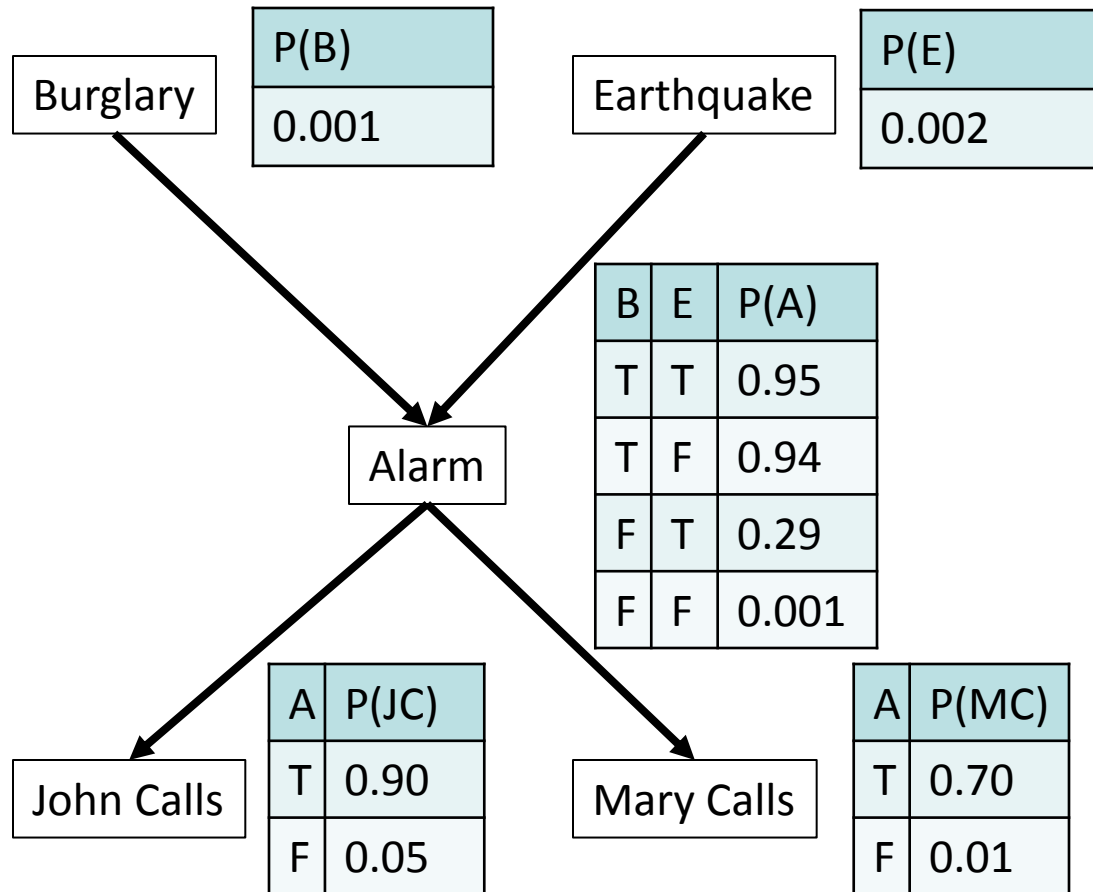 P(B)
0.001
Burglary
P(E)
0.002
Earthquake
B E P(A)
T T 0.95
T F 0.94
F T 0.29
F F 0.001
Alarm
A P(JC)
T 0.90
F 0.05
John Calls
A P(MC)
T 0.70
F 0.01
Mary Calls